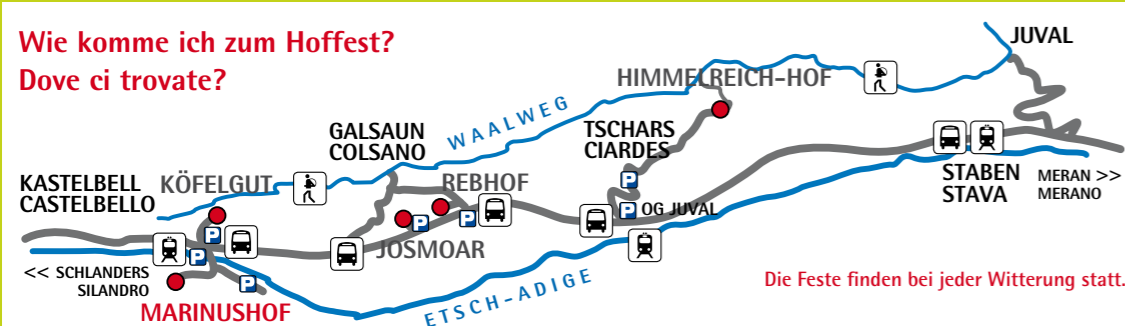 Wie komme ich zum Hoffest?
Dove ci trovate?
JUVAL
HIMMELREICH-HOF
WAALWEG
GALSAUN
COLSANO
TSCHARS
CIARDES
KASTELBELL
CASTELBELLO
KÖFELGUT
REBHOF
P
P
P OG JUVAL
P
P
P
STABEN
STAVA
MERAN >>
MERANO
JOSMOAR
P
P
<< SCHLANDERS
SILANDRO
MARINUSHOF
ETSCH-ADIGE
Die Feste finden bei jeder Witterung statt.